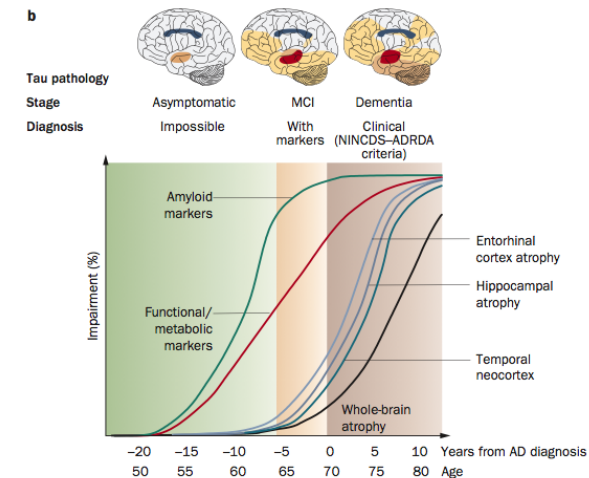 b
Tau pathology
Stage Asymptomatic MCI Dementia
Diagnosis Impossible With markers Clinical (NINCDS–ADRDA criteria)
Impairment (%)
Amyloid
markers
Functional/
metabolic
markers
Entorhinal
cortex atrophy
Hippocampal
atrophy
Temporal
neocortex
Whole-brain
atrophy
–20 –15 –10 –5 0 5 10 Years from AD diagnosis
50 55 60 65 70 75 80 Age